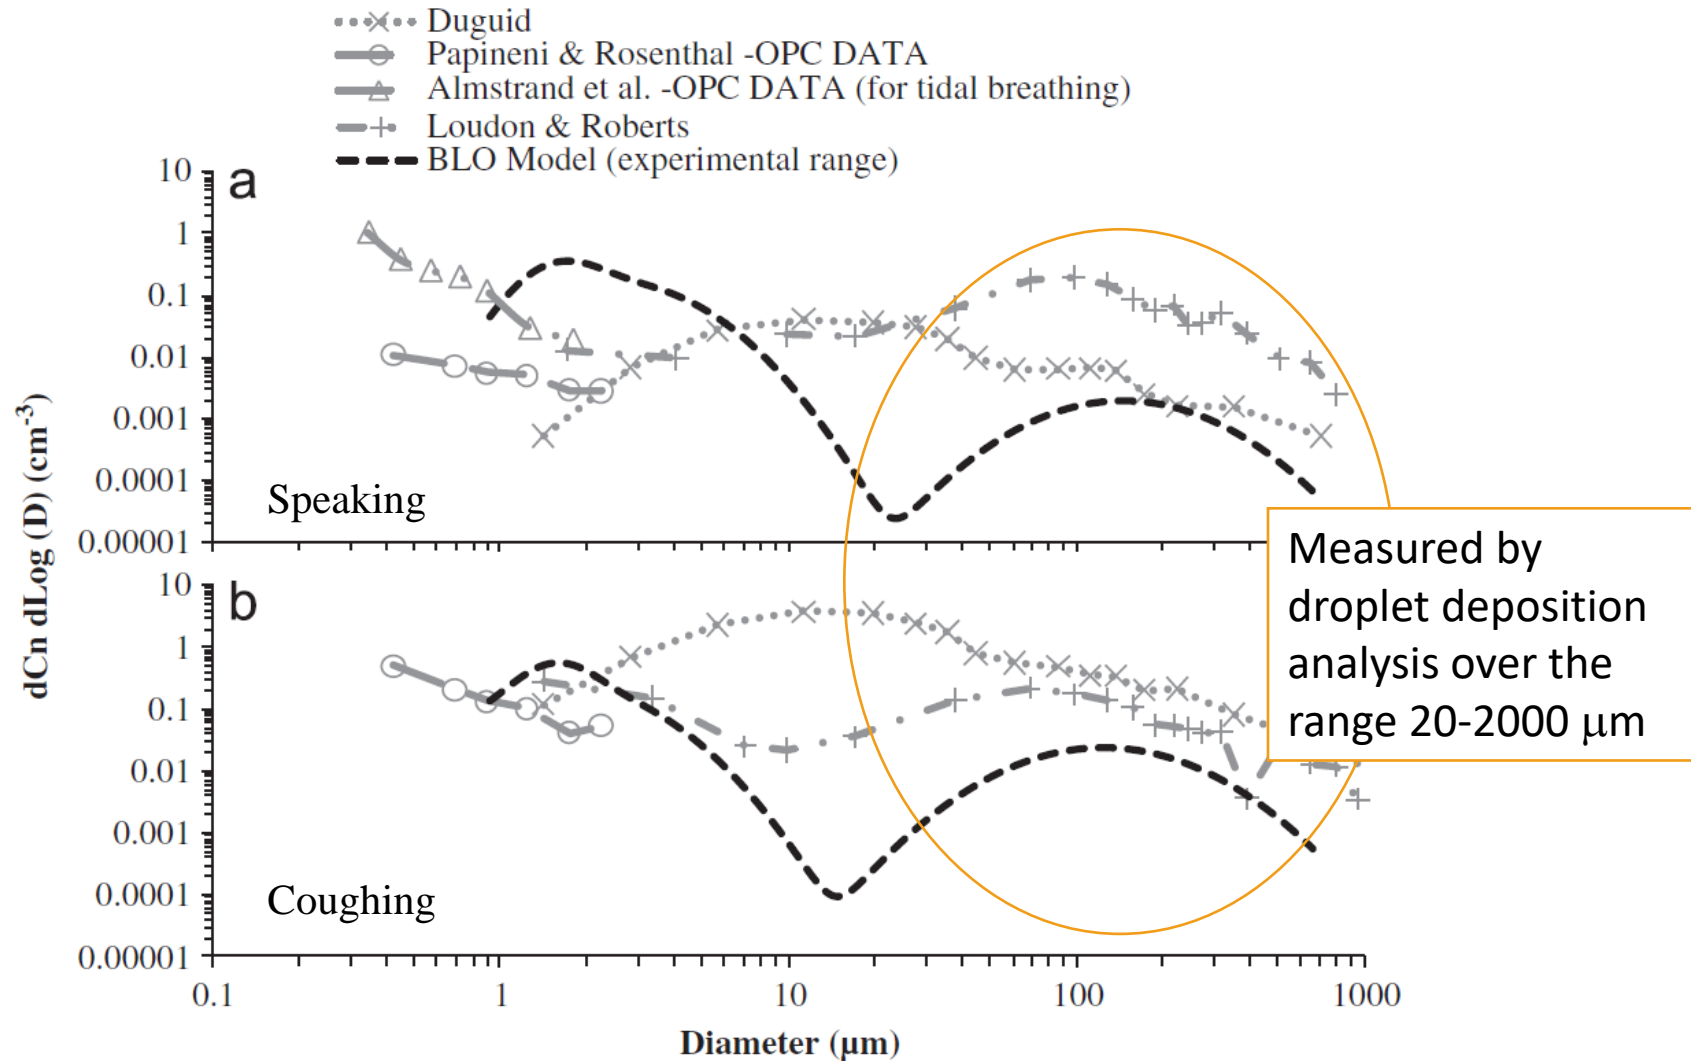 Duguid
Papineni & Rosenthal -OPC DATA
Almstrand et al. -OPC DATA (for tidal breathing)
Loudon & Roberts
BLO Model (experimental range)
dCn dLog (D) (cm-3)
a
10
1
0.1
0.01
0.001
0.0001
0.00001
Speaking
b
10
1
0.1
0.01
0.001
0.0001
0.00001
Coughing
Measured by
droplet deposition
analysis over the
range 20-2000 μm
0.1
1
10
100
1000
Diameter (μm)